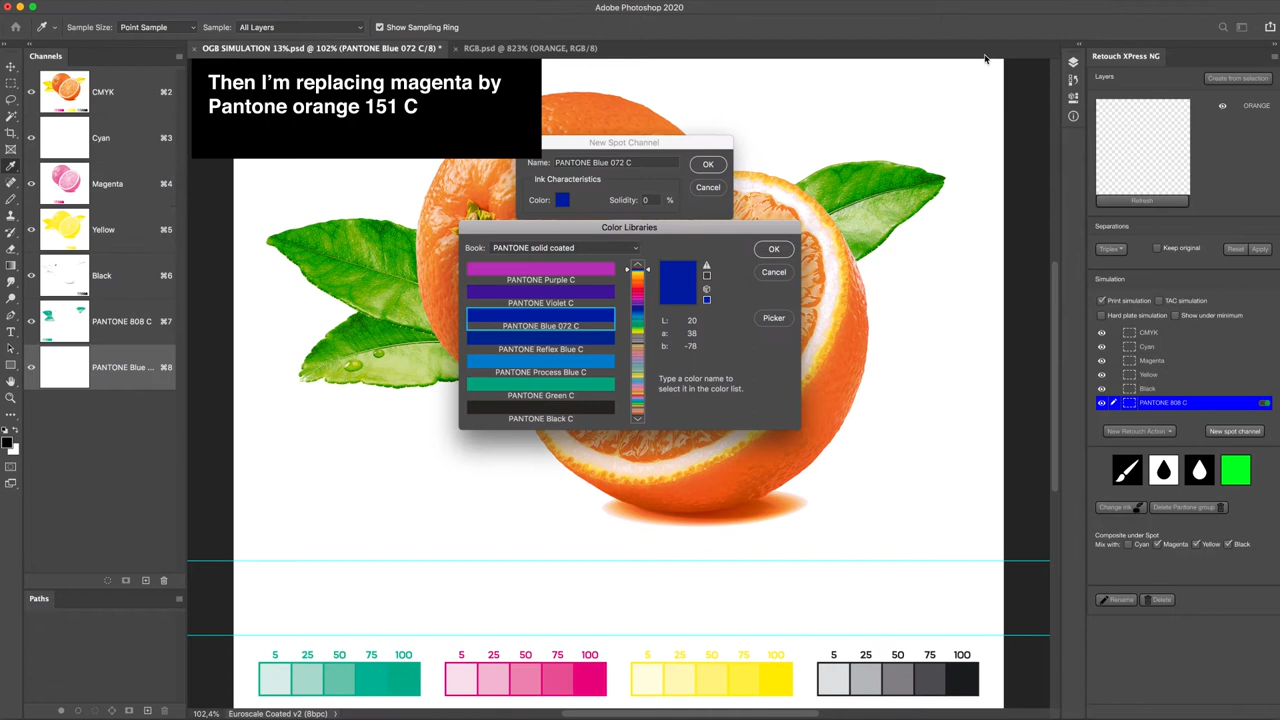 Adobe Photoshop 2020
Sample Size: Point Sample Sample: All Layers Show Sampling Ring
OGB SIMULATION 13%.psd @ 102% (PANTONE Blue 072 C/8) * RGB.psd @ 823% (ORANGE, RGB/8)
Channels
CMYK ⌘2
Cyan ⌘3
Magenta ⌘4
Yellow ⌘5
Black ⌘6
PANTONE 808 C ⌘7
PANTONE Blue ... ⌘8
Paths
Then I'm replacing magenta by
Pantone orange 151 C
New Spot Channel
Name: PANTONE Blue 072 C
OK
Ink Characteristics
Cancel
Color: Solidity: 0 %
Color Libraries
Book: PANTONE solid coated
OK
PANTONE Purple C
Cancel
PANTONE Violet C
PANTONE Blue 072 C
Picker
PANTONE Reflex Blue C
PANTONE Process Blue C
PANTONE Green C
PANTONE Black C
L: 20
a: 38
b: -78
Type a color name to
select it in the color list.
5 25 50 75 100
5 25 50 75 100
5 25 50 75 100
5 25 50 75 100
102,4% Euroscale Coated v2 (8bpc)
Retouch XPress NG
Layers
Create from selection
ORANGE
Refresh
Separations
Triplex Keep original Reset Apply
Simulation
Print simulation TAC simulation
Hard plate simulation Show under minimum
CMYK
Cyan
Magenta
Yellow
Black
PANTONE 808 C
New Retouch Action New spot channel
Change ink Delete Pantone group
Composite under Spot
Mix with: Cyan Magenta Yellow Black
Rename Delete